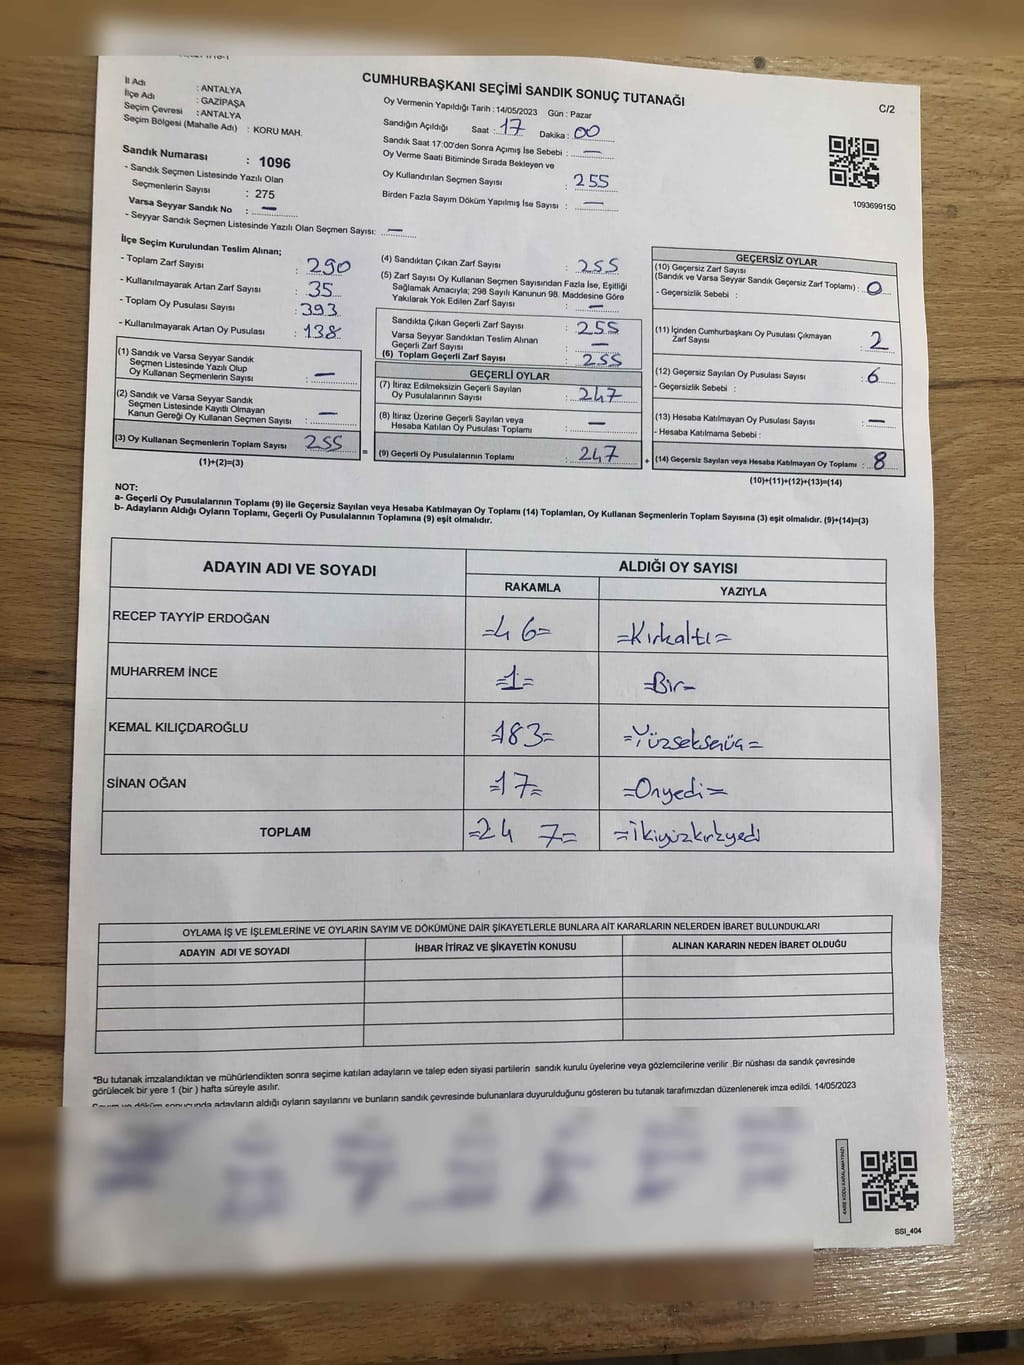 CUMHURBAŞKANI SEÇİMİ SANDIK SONUÇ TUTANAĞI
C/2
İl Adı : ANTALYA
İlçe Adı : GAZİPAŞA
Seçim Çevresi : ANTALYA
Seçim Bölgesi (Mahalle Adı) : KORU MAH.
Sandık Numarası : 1096
- Sandık Seçmen Listesinde Yazılı Olan
Seçmenlerin Sayısı : 275
Varsa Seyyar Sandık No : —
- Seyyar Sandık Seçmen Listesinde Yazılı Olan Seçmen Sayısı: —
Oy Vermenin Yapıldığı Tarih : 14/05/2023 Gün : Pazar
Sandığın Açıldığı Saat : 17 Dakika : 00
Sandık Saat 17:00'den Sonra Açımış İse Sebebi : —
Oy Verme Saati Bitiminde Sırada Bekleyen ve
Oy Kullandırılan Seçmen Sayısı : 255
Birden Fazla Sayım Döküm Yapılmış İse Sayısı : —
1093699150
İlçe Seçim Kurulundan Teslim Alınan;
- Toplam Zarf Sayısı : 290
- Kullanılmayarak Artan Zarf Sayısı : 35
- Toplam Oy Pusulası Sayısı : 393
- Kullanılmayarak Artan Oy Pusulası : 138
(1) Sandık ve Varsa Seyyar Sandık
Seçmen Listesinde Yazılı Olup
Oy Kullanan Seçmenlerin Sayısı : —
(2) Sandık ve Varsa Seyyar Sandık
Seçmen Listesinde Kayıtlı Olmayan
Kanun Gereği Oy Kullanan Seçmen Sayısı : —
(3) Oy Kullanan Seçmenlerin Toplam Sayısı : 255
(1)+(2)=(3)
(4) Sandıktan Çıkan Zarf Sayısı : 255
(5) Zarf Sayısı Oy Kullanan Seçmen Sayısından Fazla İse, Eşitliği
Sağlamak Amacıyla; 298 Sayılı Kanunun 98. Maddesine Göre
Yakılarak Yok Edilen Zarf Sayısı : —
Sandıkta Çıkan Geçerli Zarf Sayısı : 255
Varsa Seyyar Sandıktan Teslim Alınan
Geçerli Zarf Sayısı : —
(6) Toplam Geçerli Zarf Sayısı : 255
GEÇERLİ OYLAR
(7) İtiraz Edilmeksizin Geçerli Sayılan
Oy Pusulalarının Sayısı : 247
(8) İtiraz Üzerine Geçerli Sayılan veya
Hesaba Katılan Oy Pusulası Toplamı : —
= (9) Geçerli Oy Pusulalarının Toplamı : 247
GEÇERSİZ OYLAR
(10) Geçersiz Zarf Sayısı
(Sandık ve Varsa Seyyar Sandık Geçersiz Zarf Toplamı) : 0
- Geçersizlik Sebebi :
(11) İçinden Cumhurbaşkanı Oy Pusulası Çıkmayan
Zarf Sayısı : 2
(12) Geçersiz Sayılan Oy Pusulası Sayısı : 6
- Geçersizlik Sebebi :
(13) Hesaba Katılmayan Oy Pusulası Sayısı : —
- Hesaba Katılmama Sebebi :
+ (14) Geçersiz Sayılan veya Hesaba Katılmayan Oy Toplamı : 8
(10)+(11)+(12)+(13)=(14)
NOT:
a- Geçerli Oy Pusulalarının Toplamı (9) ile Geçersiz Sayılan veya Hesaba Katılmayan Oy Toplamı (14) Toplamları, Oy Kullanan Seçmenlerin Toplam Sayısına (3) eşit olmalıdır. (9)+(14)=(3)
b- Adayların Aldığı Oyların Toplamı, Geçerli Oy Pusulalarının Toplamına (9) eşit olmalıdır.
ADAYIN ADI VE SOYADI ALDIĞI OY SAYISI
RAKAMLA YAZIYLA
RECEP TAYYİP ERDOĞAN =46= =Kırkaltı=
MUHARREM İNCE =1= =Bir=
KEMAL KILIÇDAROĞLU =183= =Yüzseksenüç=
SİNAN OĞAN =17= =Onyedi=
TOPLAM =24 7= =ikiyüzkırkyedi
OYLAMA İŞ VE İŞLEMLERİNE VE OYLARIN SAYIM VE DÖKÜMÜNE DAİR ŞİKAYETLERLE BUNLARA AİT KARARLARIN NELERDEN İBARET BULUNDUKLARI
ADAYIN ADI VE SOYADI İHBAR İTİRAZ VE ŞİKAYETİN KONUSU ALINAN KARARIN NEDEN İBARET OLDUĞU
*Bu tutanak imzalandıktan ve mühürlendikten sonra seçime katılan adayların ve talep eden siyasi partilerin sandık kurulu üyelerine veya gözlemcilerine verilir .Bir nüshası da sandık çevresinde
görülecek bir yere 1 (bir ) hafta süreyle asılır.
Sayım ve döküm sonucunda adayların aldığı oyların sayılarını ve bunların sandık çevresinde bulunanlara duyurulduğunu gösteren bu tutanak tarafımızdan düzenlenerek imza edildi. 14/05/2023
KARE KODU KARALAMAYINIZ!
SSI_404